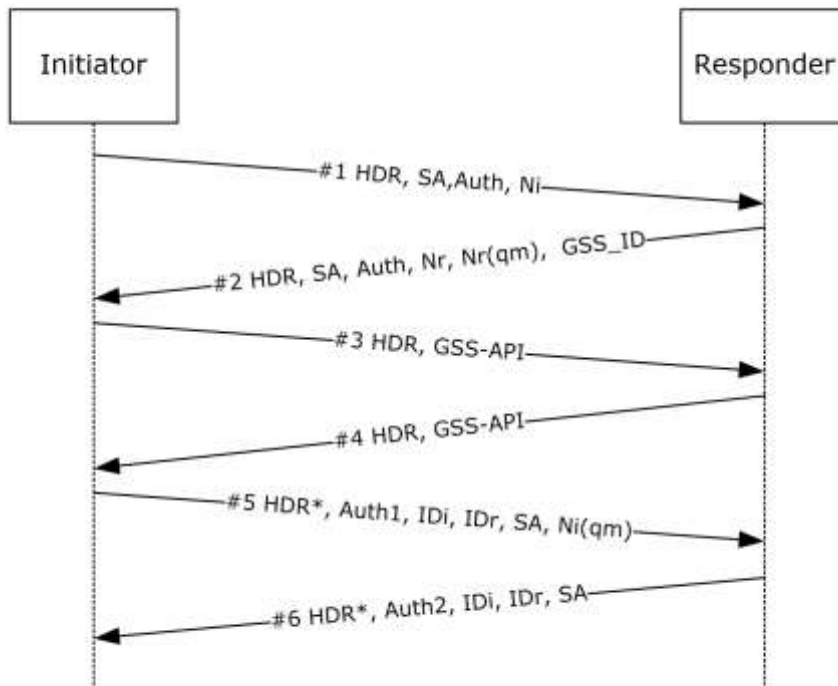 Initiator
Responder
#1 HDR, SA,Auth, Ni
#2 HDR, SA, Auth, Nr, Nr(qm), GSS_ID
#3 HDR, GSS-API
#4 HDR, GSS-API
#5 HDR*, Auth1, IDi, IDr, SA, Ni(qm)
#6 HDR*, Auth2, IDi, IDr, SA